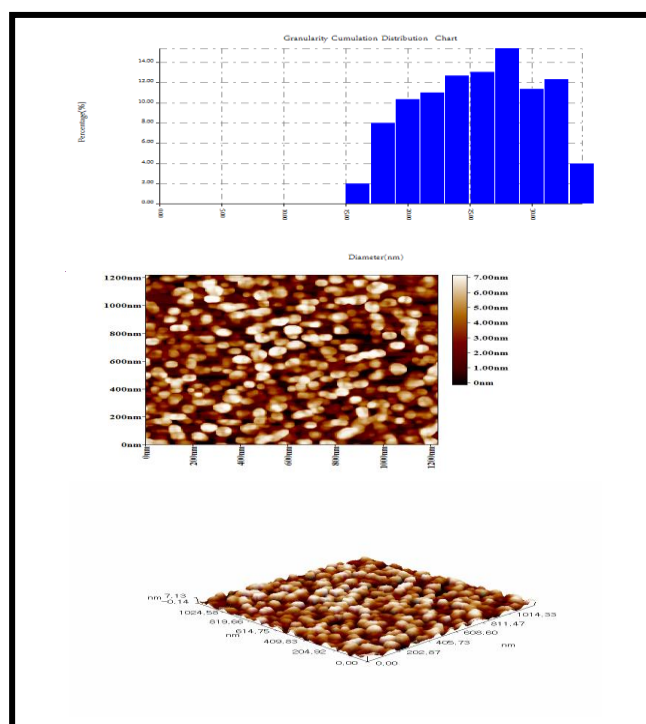 Granularity Cumulation Distribution Chart
Percentage(%)
14.00
12.00
10.00
8.00
6.00
4.00
2.00
0.00
Diameter(nm)
1200nm
1000nm
800nm
600nm
400nm
200nm
0nm
0nm
200nm
400nm
600nm
800nm
1000nm
1200nm
7.00nm
6.00nm
5.00nm
4.00nm
3.00nm
2.00nm
1.00nm
0nm
nm 7.13
-0.14
1024.58
819.66
614.75
nm
409.83
204.92
0.00
0.00
202.87
405.73
nm
608.60
811.47
1014.33